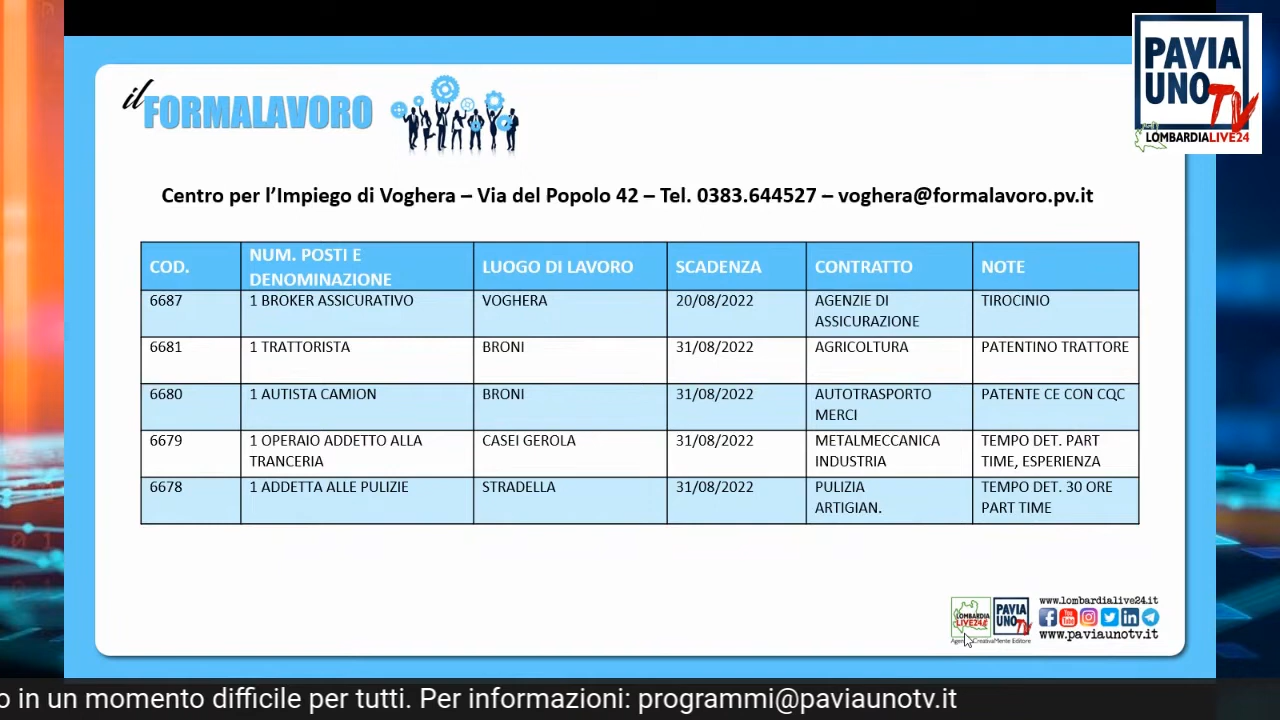 PAVIA
UNO TV
LOMBARDIALIVE24
il
FORMALAVORO
Centro per l’Impiego di Voghera – Via del Popolo 42 – Tel. 0383.644527 – voghera@formalavoro.pv.it
COD. NUM. POSTI E DENOMINAZIONE LUOGO DI LAVORO SCADENZA CONTRATTO NOTE
6687 1 BROKER ASSICURATIVO VOGHERA 20/08/2022 AGENZIE DI ASSICURAZIONE TIROCINIO
6681 1 TRATTORISTA BRONI 31/08/2022 AGRICOLTURA PATENTINO TRATTORE
6680 1 AUTISTA CAMION BRONI 31/08/2022 AUTOTRASPORTO MERCI PATENTE CE CON CQC
6679 1 OPERAIO ADDETTO ALLA TRANCERIA CASEI GEROLA 31/08/2022 METALMECCANICA INDUSTRIA TEMPO DET. PART TIME, ESPERIENZA
6678 1 ADDETTA ALLE PULIZIE STRADELLA 31/08/2022 PULIZIA ARTIGIAN. TEMPO DET. 30 ORE PART TIME
LOMBARDIA
LIVE24
PAVIA
UNO TV
www.lombardialive24.it
www.paviaunotv.it
o in un momento difficile per tutti. Per informazioni: programmi@paviaunotv.it